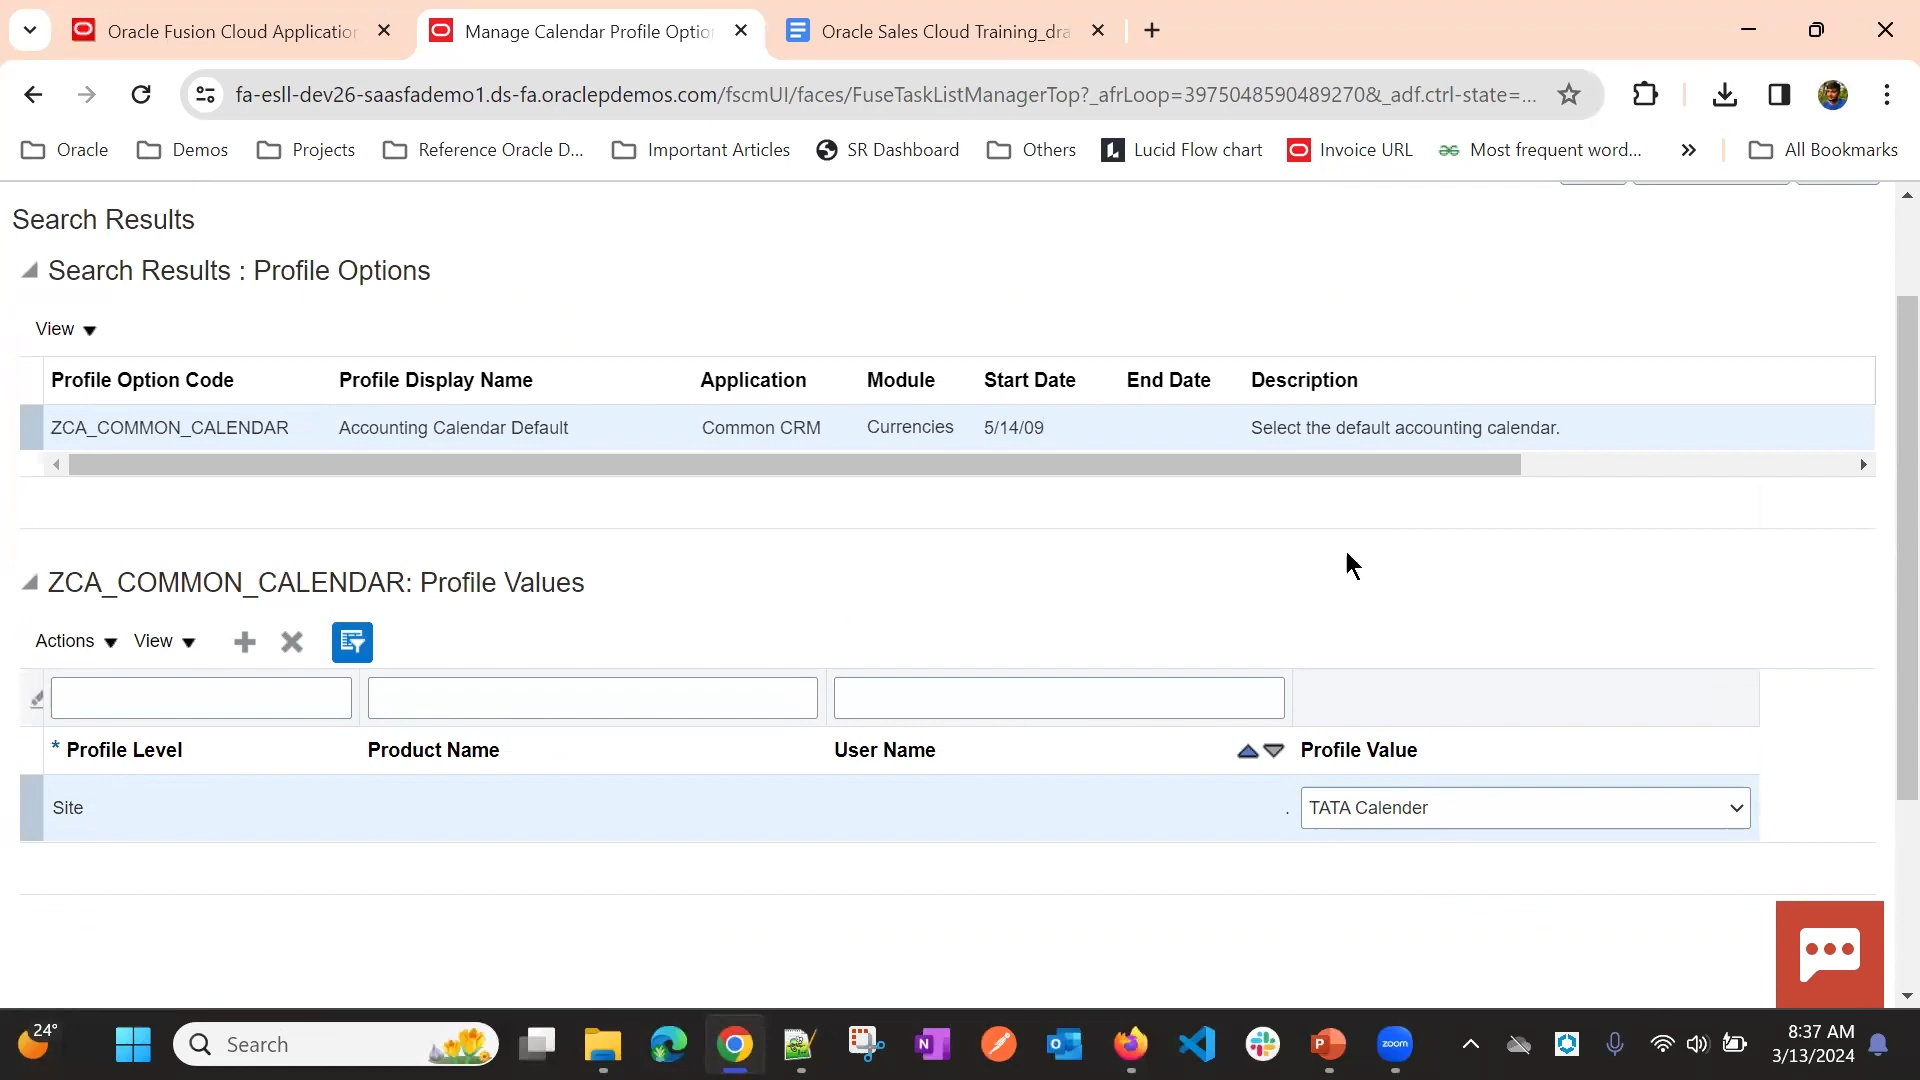 Oracle Fusion Cloud Application
Manage Calendar Profile Optio
Oracle Sales Cloud Training_dra
fa-esll-dev26-saasfademo1.ds-fa.oraclepdemos.com/fscmUI/faces/FuseTaskListManagerTop?_afrLoop=3975048590489270&_adf.ctrl-state=...
Oracle
Demos
Projects
Reference Oracle D...
Important Articles
SR Dashboard
Others
Lucid Flow chart
Invoice URL
Most frequent word...
»
All Bookmarks
Search Results
Search Results : Profile Options
View
Profile Option Code Profile Display Name Application Module Start Date End Date Description
ZCA_COMMON_CALENDAR Accounting Calendar Default Common CRM Currencies 5/14/09 Select the default accounting calendar.
ZCA_COMMON_CALENDAR: Profile Values
Actions View
* Profile Level Product Name User Name Profile Value
Site . TATA Calender
24°
Search
zoom
8:37 AM
3/13/2024